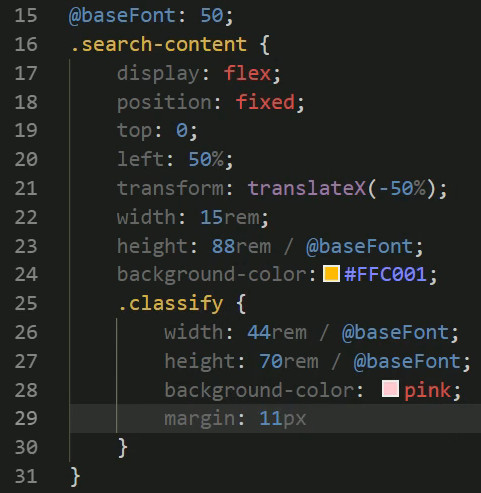 15 @baseFont: 50;
16 .search-content {
17 display: flex;
18 position: fixed;
19 top: 0;
20 left: 50%;
21 transform: translateX(-50%);
22 width: 15rem;
23 height: 88rem / @baseFont;
24 background-color: #FFC001;
25 .classify {
26 width: 44rem / @baseFont;
27 height: 70rem / @baseFont;
28 background-color: pink;
29 margin: 11px
30 }
31 }